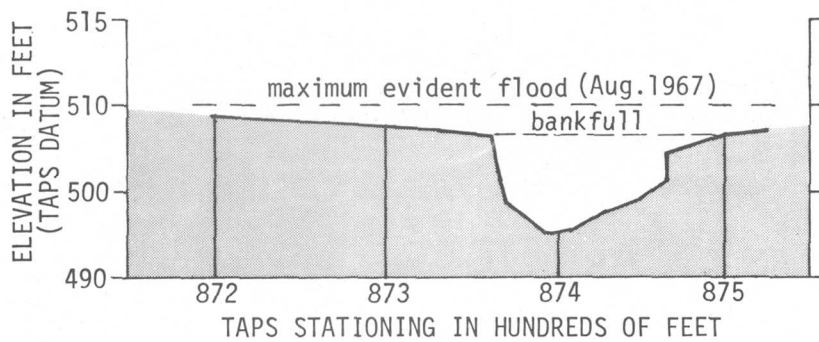 515
ELEVATION IN FEET
(TAPS DATUM)
maximum evident flood (Aug.1967)
510
bankfull
500
490
872 873 874 875
TAPS STATIONING IN HUNDREDS OF FEET